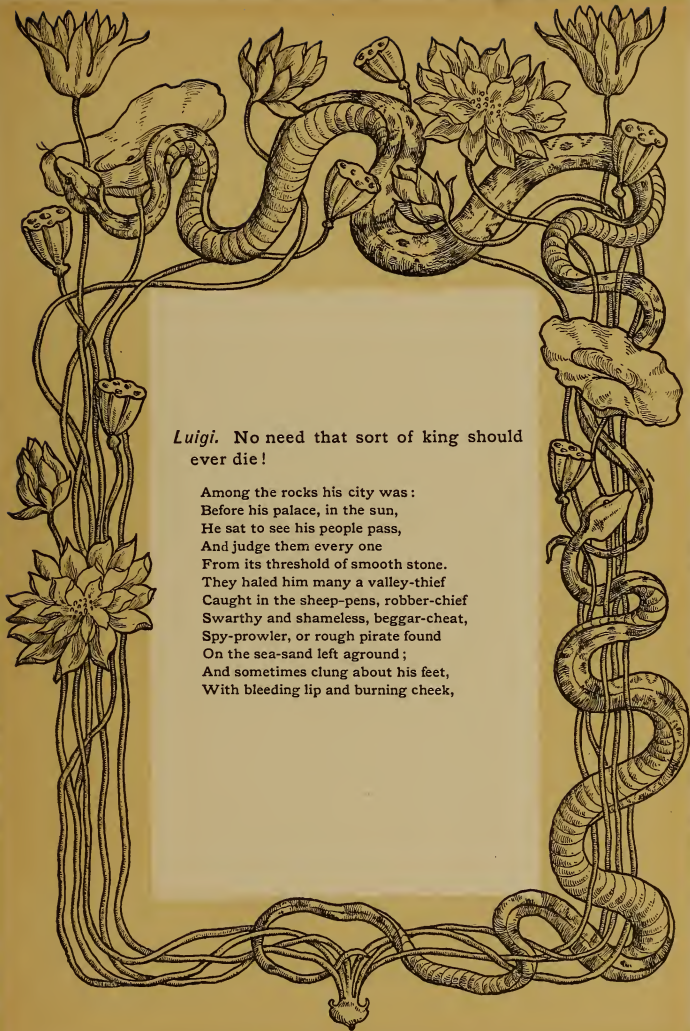 Luigi. No need that sort of king should
ever die!
Among the rocks his city was:
Before his palace, in the sun,
He sat to see his people pass,
And judge them every one
From its threshold of smooth stone.
They haled him many a valley-thief
Caught in the sheep-pens, robber-chief
Swarthy and shameless, beggar-cheat,
Spy-prowler, or rough pirate found
On the sea-sand left aground;
And sometimes clung about his feet,
With bleeding lip and burning cheek,